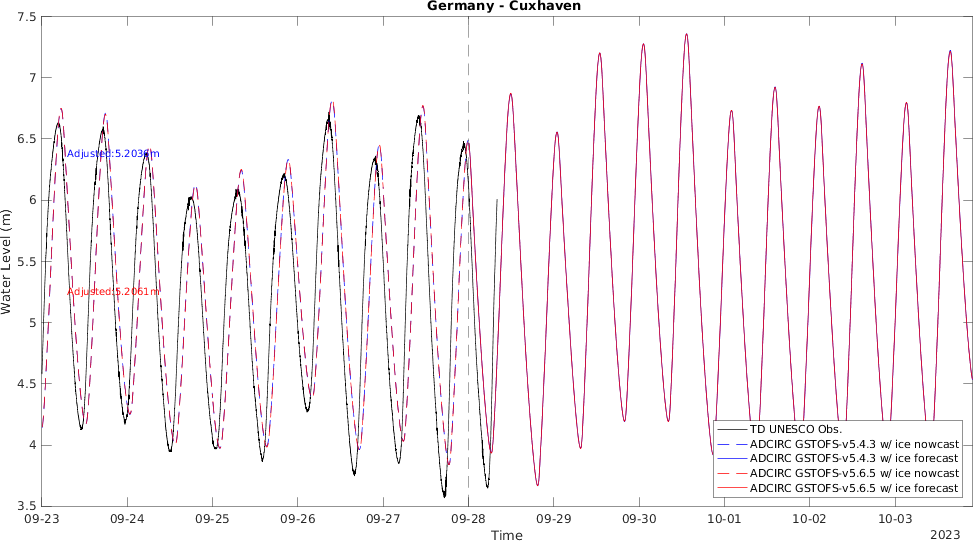 Germany - Cuxhaven
7.5
7
6.5
6
5.5
5
4.5
4
3.5
Water Level (m)
Adjusted:5.2036m
Adjusted:5.2061m
TD UNESCO Obs.
ADCIRC GSTOFS-v5.4.3 w/ ice nowcast
ADCIRC GSTOFS-v5.4.3 w/ ice forecast
ADCIRC GSTOFS-v5.6.5 w/ ice nowcast
ADCIRC GSTOFS-v5.6.5 w/ ice forecast
09-23 09-24 09-25 09-26 09-27 09-28 09-29 09-30 10-01 10-02 10-03
Time
2023